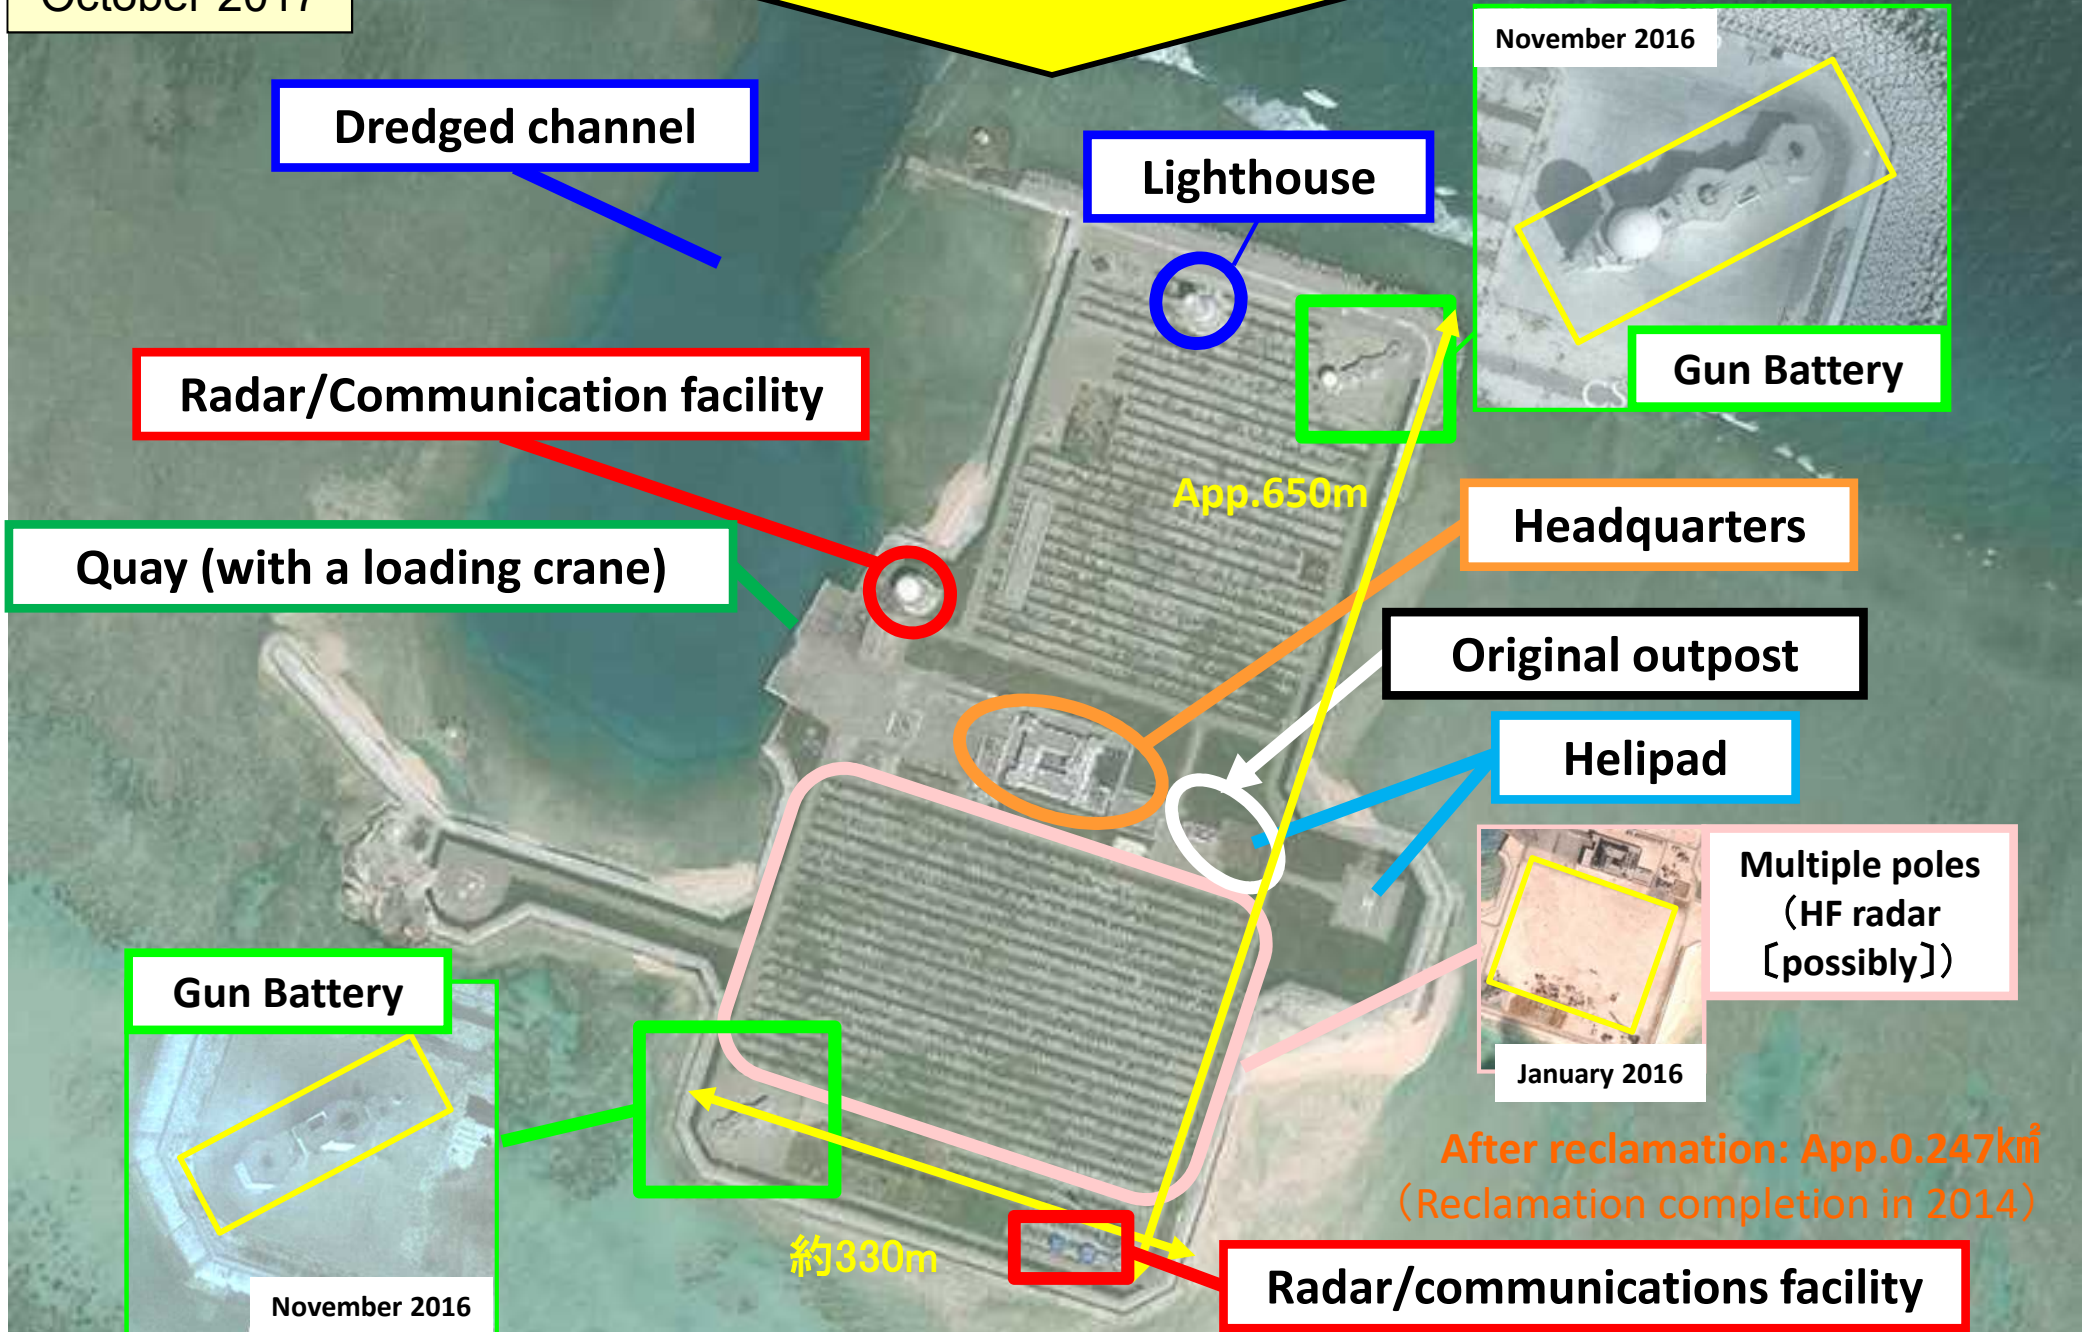 October 2017
November 2016
Dredged channel
Lighthouse
Gun Battery
Radar/Communication facility
App.650m
Headquarters
Quay (with a loading crane)
Original outpost
Helipad
Multiple poles
（HF radar
〔possibly〕）
January 2016
Gun Battery
November 2016
After reclamation: App.0.247k㎡
（Reclamation completion in 2014）
約330m
Radar/communications facility